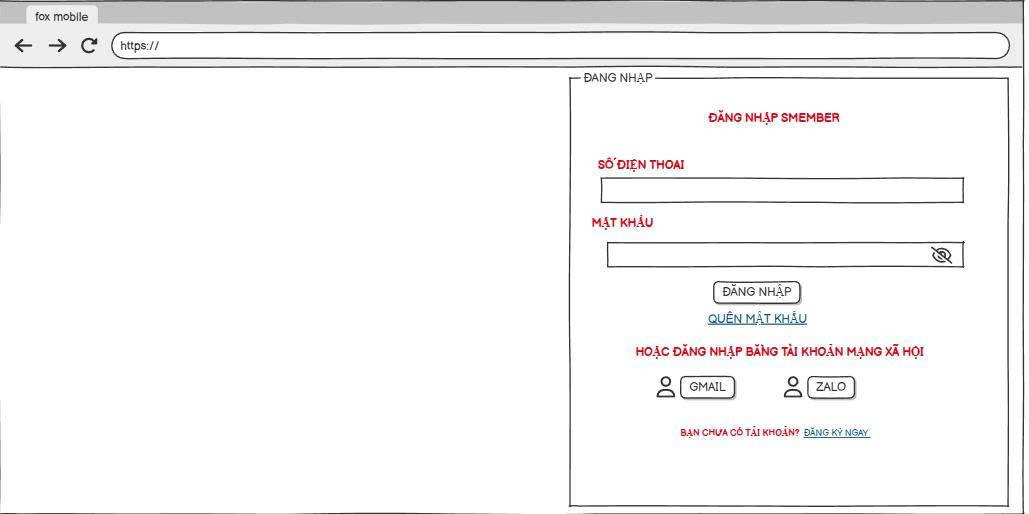 fox mobile
https://
ĐANG NHẬP
ĐĂNG NHẬP SMEMBER
SỐ ĐIỆN THOAI
MẬT KHẨU
ĐĂNG NHẬP
QUÊN MẬT KHẨU
HOẶC ĐĂNG NHẬP BẰNG TÀI KHOẢN MẠNG XÃ HỘI
GMAIL ZALO
BẠN CHƯA CÓ TÀI KHOẢN? ĐĂNG KÝ NGAY